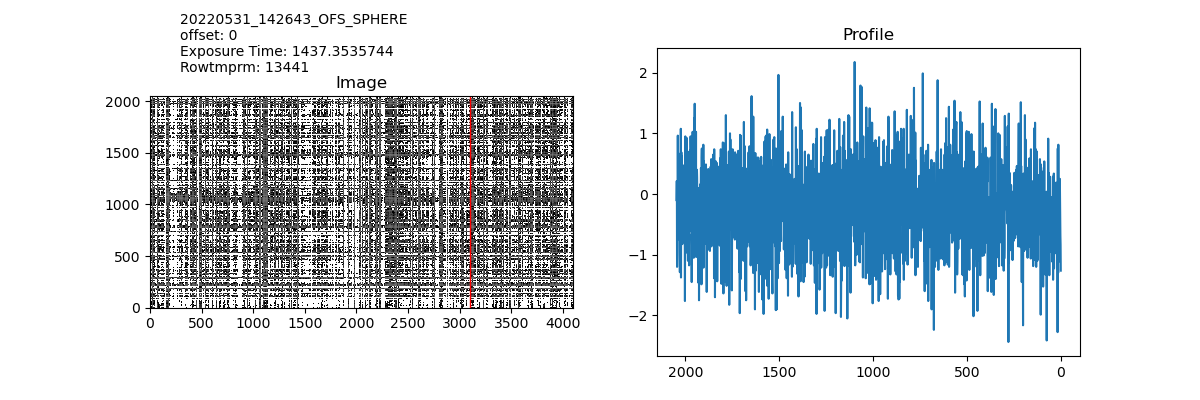 20220531_142643_OFS_SPHERE
offset: 0
Exposure Time: 1437.3535744
Rowtmprm: 13441
Image
2000
1500
1000
500
0
0 500 1000 1500 2000 2500 3000 3500 4000
Profile
2
1
0
−1
−2
2000 1500 1000 500 0